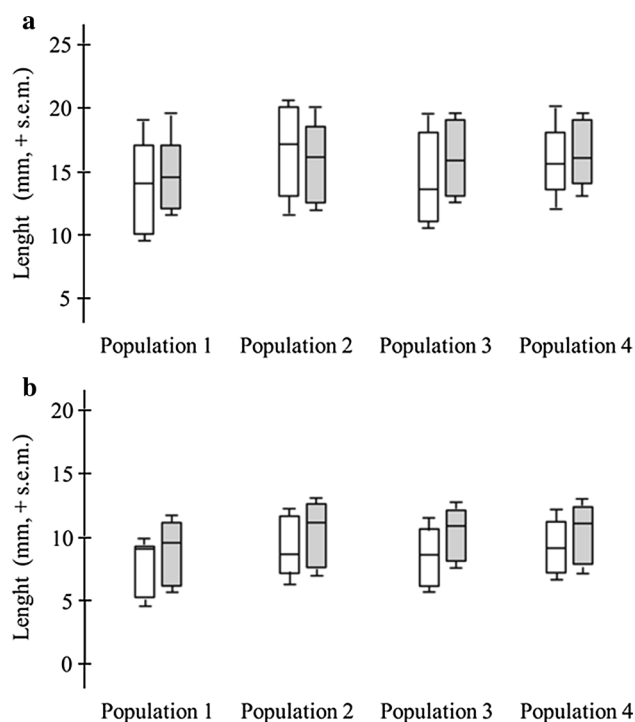 a
Lenght (mm, + s.e.m.)
25
20
15
10
5
Population 1 Population 2 Population 3 Population 4
b
Lenght (mm, + s.e.m.)
20
15
10
5
0
Population 1 Population 2 Population 3 Population 4